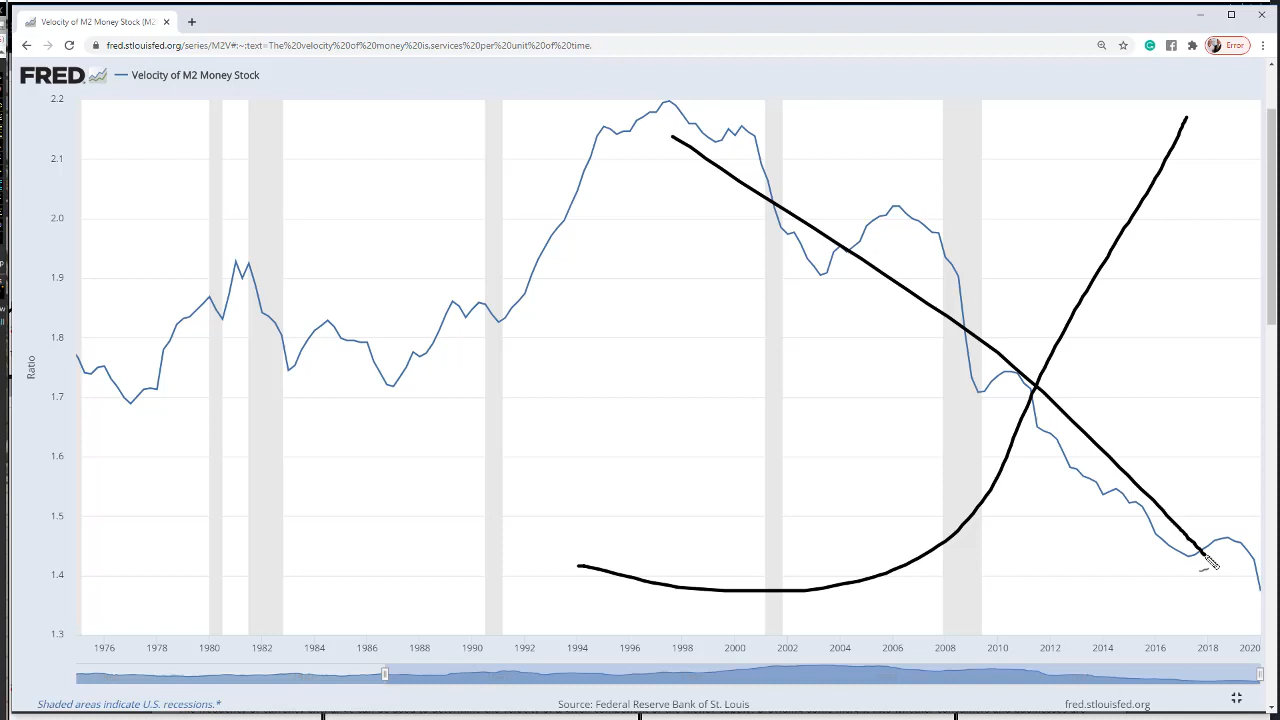 Velocity of M2 Money Stock (M2
fred.stlouisfed.org/series/M2V#:~:text=The%20velocity%20of%20money%20is,services%20per%20unit%20of%20time.
Error
FRED
Velocity of M2 Money Stock
2.2
2.1
2.0
1.9
1.8
1.7
1.6
1.5
1.4
1.3
Ratio
1976 1978 1980 1982 1984 1986 1988 1990 1992 1994 1996 1998 2000 2002 2004 2006 2008 2010 2012 2014 2016 2018 2020
Shaded areas indicate U.S. recessions.*
Source: Federal Reserve Bank of St. Louis
fred.stlouisfed.org